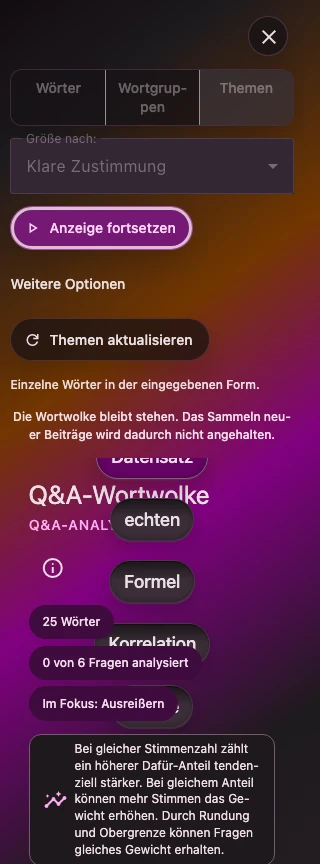 Wörter
Wortgrup-
pen
Themen
Größe nach:
Klare Zustimmung
Anzeige fortsetzen
Weitere Optionen
Themen aktualisieren
Einzelne Wörter in der eingegebenen Form.
Die Wortwolke bleibt stehen. Das Sammeln neu-
er Beiträge wird dadurch nicht angehalten.
Datensatz
Q&A-Wortwolke
Q&A-ANALY
echten
Formel
25 Wörter
Korrelation
0 von 6 Fragen analysiert
Im Fokus: Ausreißern
Bei gleicher Stimmenzahl zählt
ein höherer Dafür-Anteil tenden-
ziell stärker. Bei gleichem Anteil
können mehr Stimmen das Ge-
wicht erhöhen. Durch Rundung
und Obergrenze können Fragen
gleiches Gewicht erhalten.